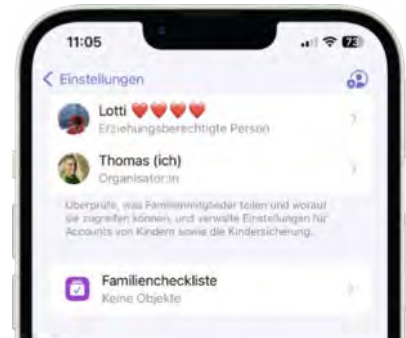 11:05
73
Einstellungen
Lotti ❤️❤️❤️❤️
Erziehungsberechtigte Person
Thomas (ich)
Organisator:in
Überprüfe, was Familienmitglieder teilen und worauf
sie zugreifen können, und verwalte Einstellungen für
Accounts von Kindern sowie die Kindersicherung.
Familiencheckliste
Keine Objekte